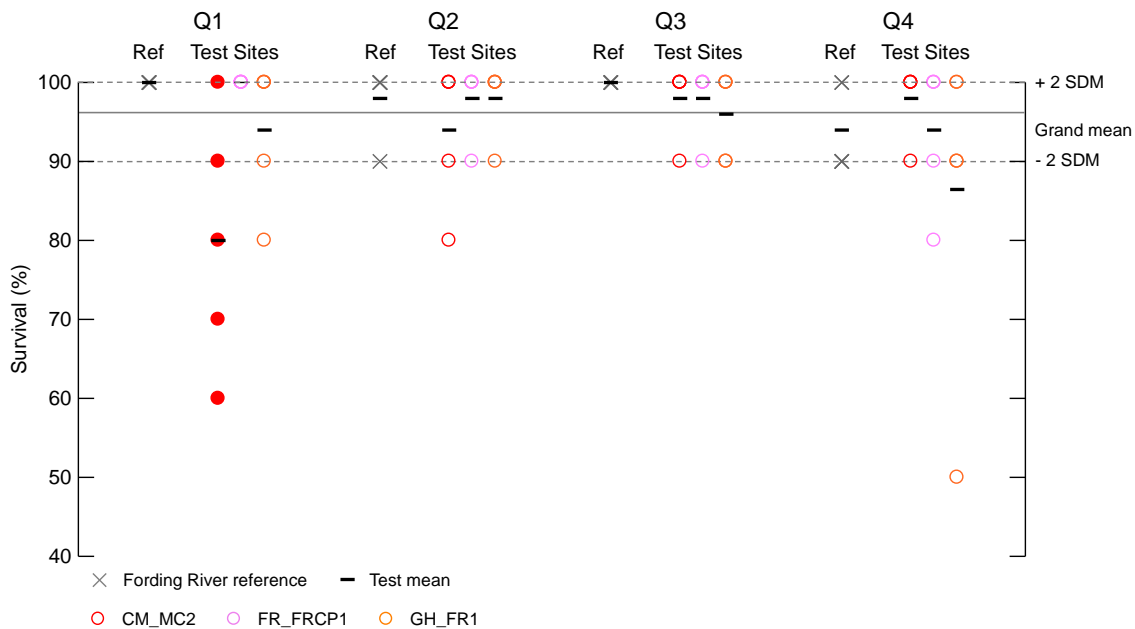 Q1 Q2 Q3 Q4
Ref Test Sites Ref Test Sites Ref Test Sites Ref Test Sites
100 + 2 SDM
Grand mean
90 - 2 SDM
80
70
60
50
40
Survival (%)
Fording River reference Test mean
CM_MC2 FR_FRCP1 GH_FR1